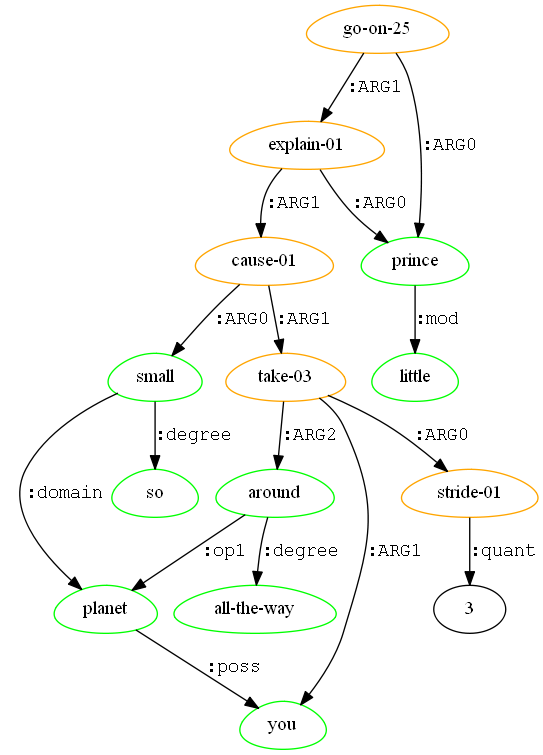 go-on-25
:ARG1
explain-01
:ARG0
:ARG1
:ARG0
cause-01
prince
:ARG0
:ARG1
:mod
small
take-03
little
:degree
:ARG2
:ARG0
:domain
so
around
stride-01
:op1
:degree
:ARG1
:quant
planet
all-the-way
3
:poss
you